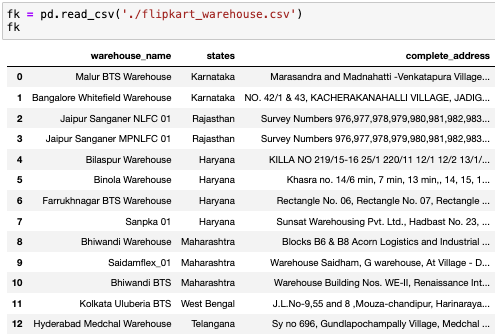 fk = pd.read_csv('./flipkart_warehouse.csv')
fk
warehouse_name states complete_address
0 Malur BTS Warehouse Karnataka Marasandra and Madnahatti -Venkatapura Village...
1 Bangalore Whitefield Warehouse Karnataka NO. 42/1 & 43, KACHERAKANAHALLI VILLAGE, JADIG...
2 Jaipur Sanganer NLFC 01 Rajasthan Survey Numbers 976,977,978,979,980,981,982,983...
3 Jaipur Sanganer MPNLFC 01 Rajasthan Survey Numbers 976,977,978,979,980,981,982,983...
4 Bilaspur Warehouse Haryana KILLA NO 219/15-16 25/1 220/11 12/1 12/2 13/1/...
5 Binola Warehouse Haryana Khasra no. 14/6 min, 7 min, 13 min,, 14, 15, 1...
6 Farrukhnagar BTS Warehouse Haryana Rectangle No. 06, Rectangle No. 07, Rectangle ...
7 Sanpka 01 Haryana Sunsat Warehousing Pvt. Ltd., Hadbast No. 23, ...
8 Bhiwandi Warehouse Maharashtra Blocks B6 & B8 Acorn Logistics and Industrial ...
9 Saidamflex_01 Maharashtra Warehouse Saidham, G warehouse, At Village - D...
10 Bhiwandi BTS Maharashtra Warehouse Building Nos. WE-II, Renaissance Int...
11 Kolkata Uluberia BTS West Bengal J.L.No-9,55 and 8 ,Mouza-chandipur, Harinaraya...
12 Hyderabad Medchal Warehouse Telangana Sy no 696, Gundlapochampally Village, Medchal ...